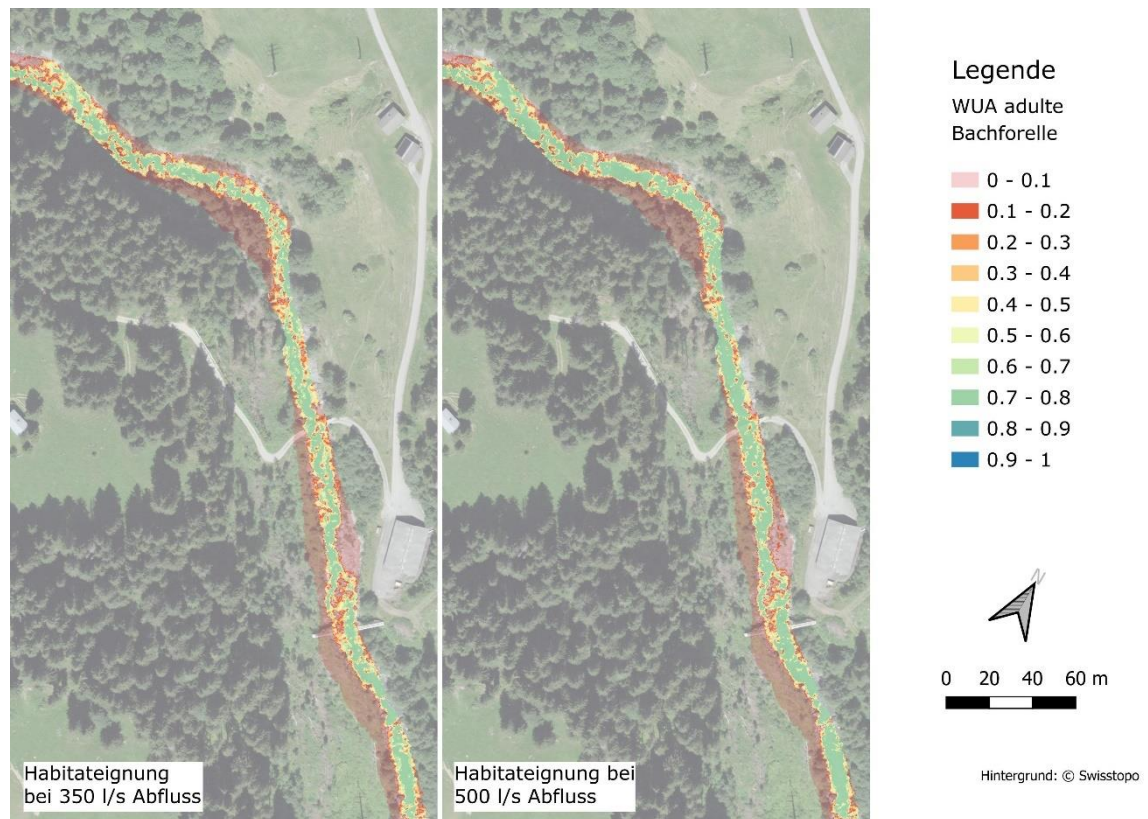 Habitateignung
bei 350 l/s Abfluss
Habitateignung bei
500 l/s Abfluss
Legende
WUA adulte
Bachforelle
0 - 0.1
0.1 - 0.2
0.2 - 0.3
0.3 - 0.4
0.4 - 0.5
0.5 - 0.6
0.6 - 0.7
0.7 - 0.8
0.8 - 0.9
0.9 - 1
N
0 20 40 60 m
Hintergrund: © Swisstopo